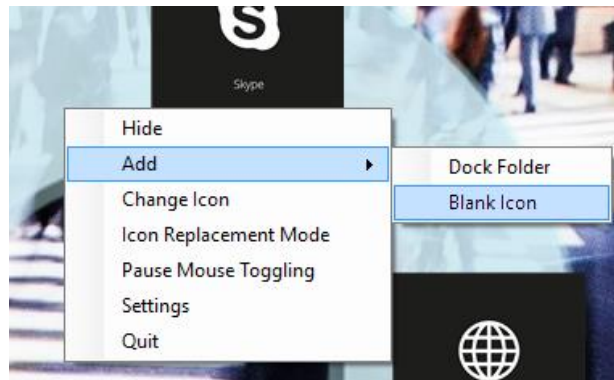 Skype
Hide
Add
Dock Folder
Change Icon
Blank Icon
Icon Replacement Mode
Pause Mouse Toggling
Settings
Quit